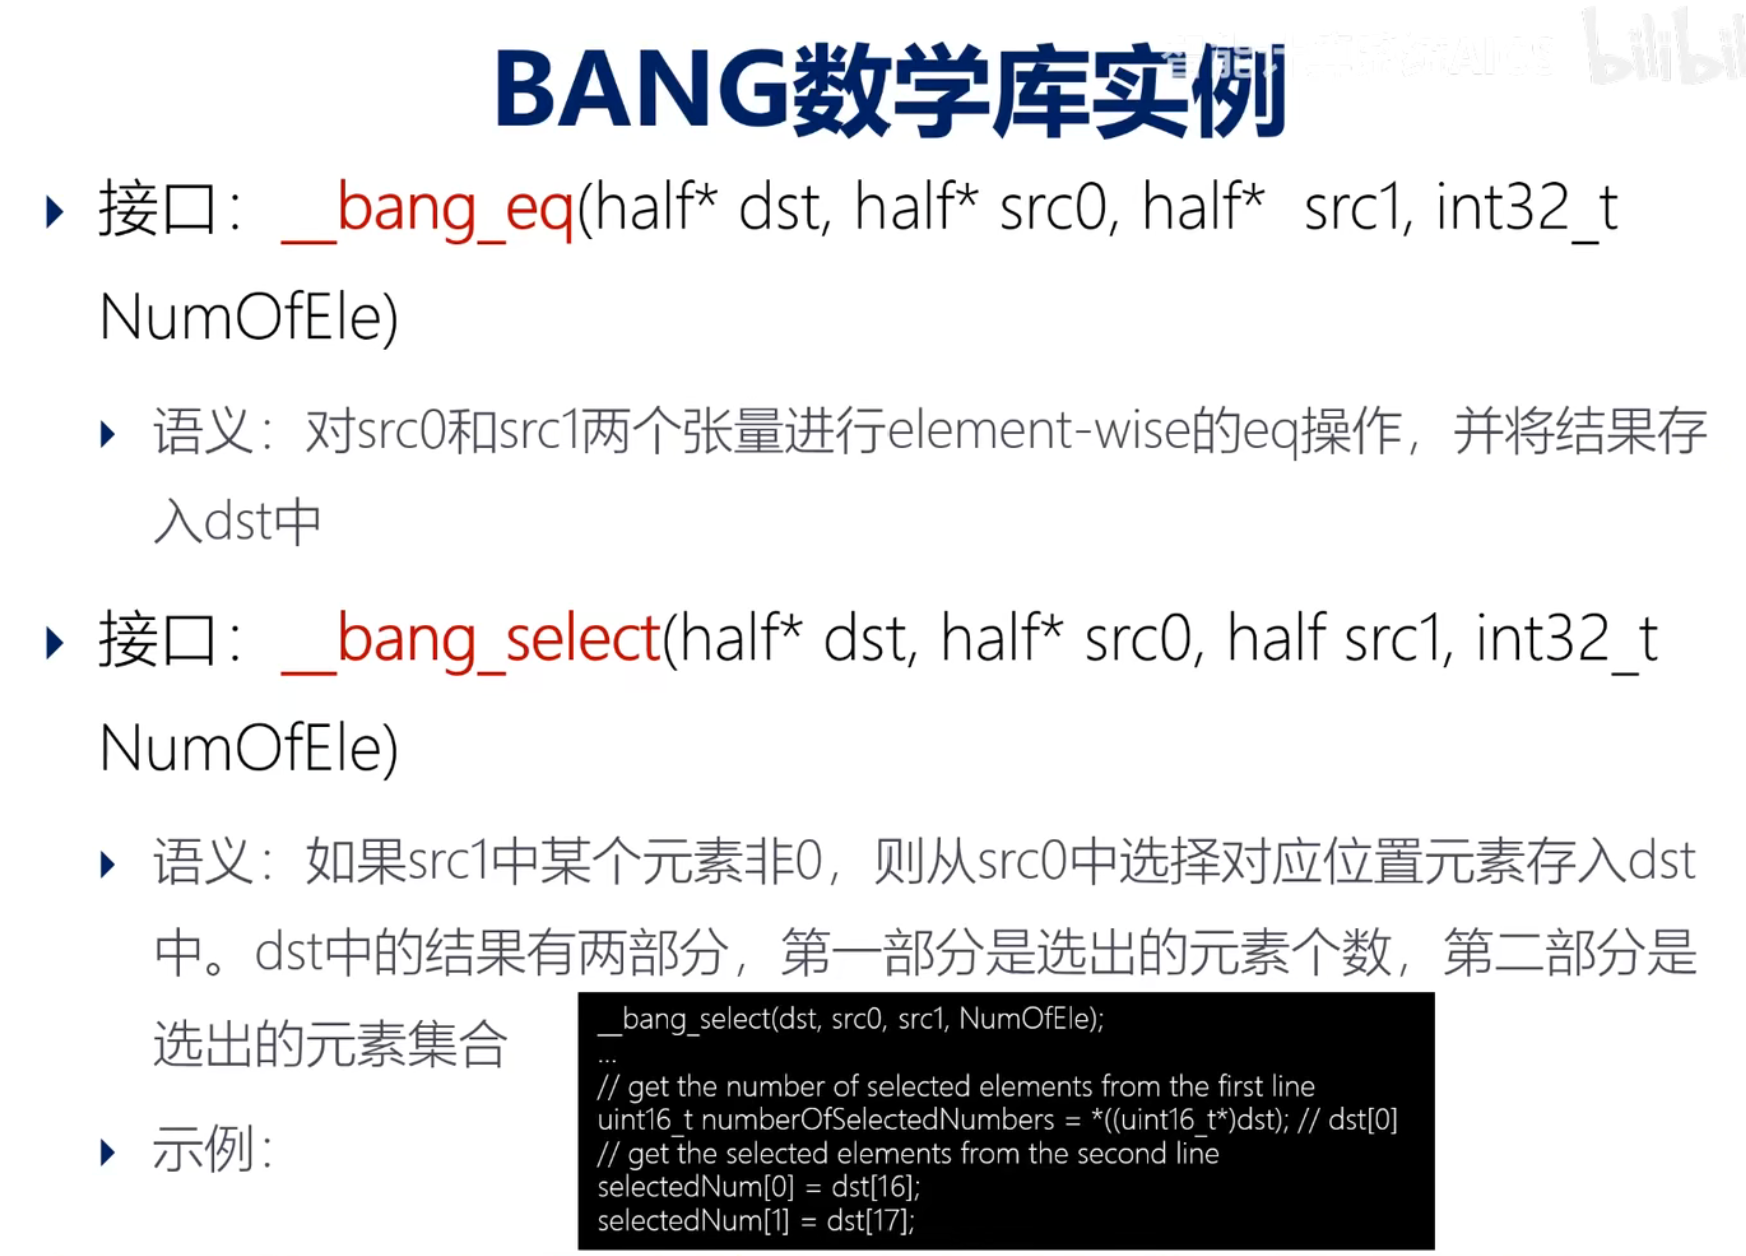 BANG数学库实例
bilibili
接口：__bang_eq(half* dst, half* src0, half* src1, int32_t
NumOfEle)
语义：对src0和src1两个张量进行element-wise的eq操作，并将结果存
入dst中
接口：__bang_select(half* dst, half* src0, half src1, int32_t
NumOfEle)
语义：如果src1中某个元素非0，则从src0中选择对应位置元素存入dst
中。dst中的结果有两部分，第一部分是选出的元素个数，第二部分是
选出的元素集合
示例：
__bang_select(dst, src0, src1, NumOfEle);
...
// get the number of selected elements from the first line
uint16_t numberOfSelectedNumbers = *((uint16_t*)dst); // dst[0]
// get the selected elements from the second line
selectedNum[0] = dst[16];
selectedNum[1] = dst[17];